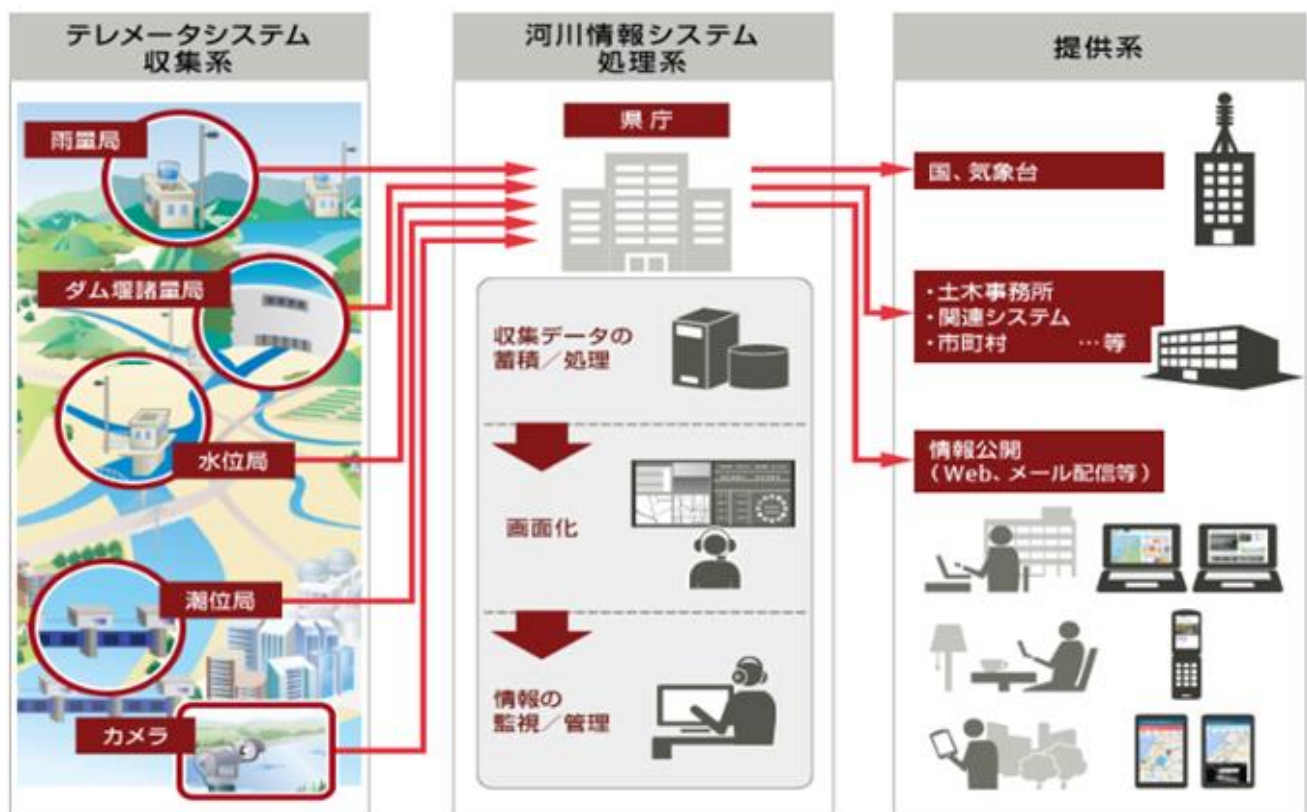 テレメータシステム
収集系
河川情報システム
処理系
提供系
雨量局
ダム堰諸量局
水位局
潮位局
カメラ
県庁
収集データの
蓄積／処理
画面化
情報の
監視／管理
国、気象台
・土木事務所
・関連システム
・市町村 …等
情報公開
（Web、メール配信等）